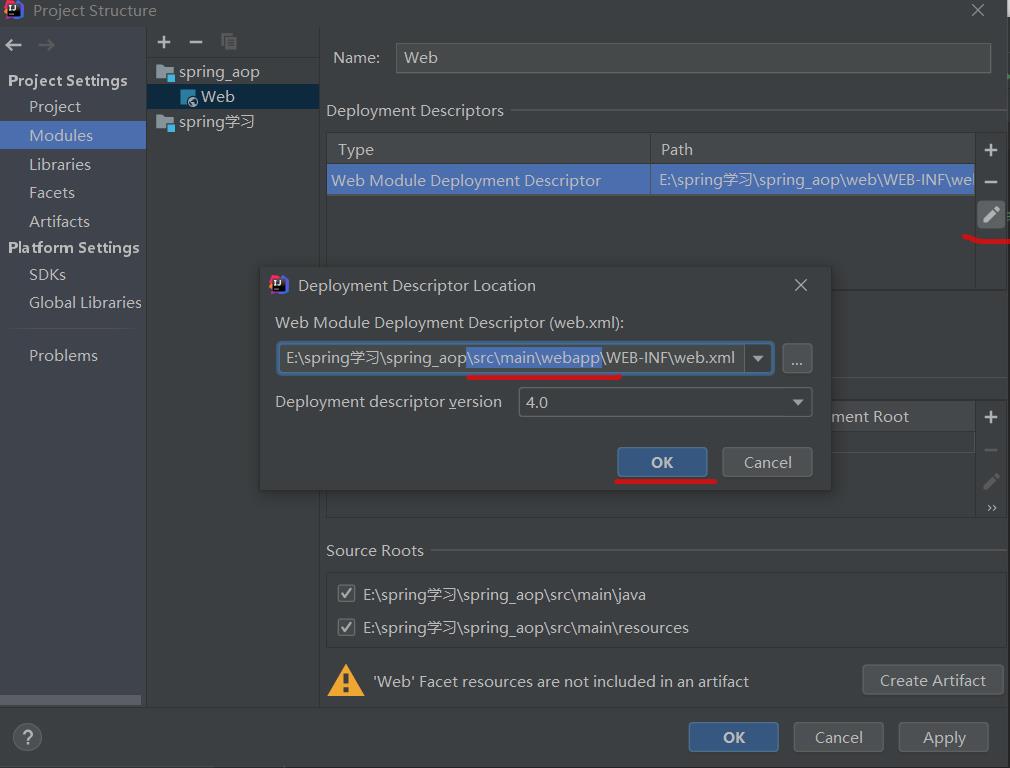 Project Structure
Project Settings
Project
Modules
Libraries
Facets
Artifacts
Platform Settings
SDKs
Global Libraries
Problems
spring_aop
Web
spring学习
Name: Web
Deployment Descriptors
Type Path
Web Module Deployment Descriptor E:\spring学习\spring_aop\web\WEB-INF\we
Deployment Descriptor Location
Web Module Deployment Descriptor (web.xml):
E:\spring学习\spring_aop\src\main\webapp\WEB-INF\web.xml ...
Deployment descriptor version 4.0
OK Cancel
ment Root
Source Roots
E:\spring学习\spring_aop\src\main\java
E:\spring学习\spring_aop\src\main\resources
'Web' Facet resources are not included in an artifact Create Artifact
? OK Cancel Apply